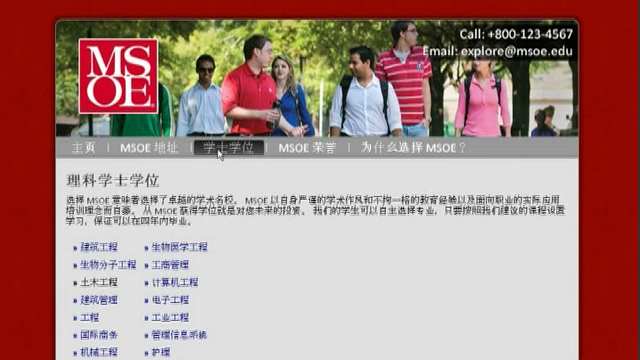 Call: +800-123-4567
Email: explore@msoe.edu
MS
OE
主页 | MSOE 地址 | 学士学位 | MSOE 荣誉 | 为什么选择 MSOE？
理科学士学位
选择 MSOE 意味着选择了卓越的学术名校。 MSOE 以自身严谨的学术作风和不拘一格的教育经验以及面向职业的实际应用
培训理念而自豪。 从 MSOE 获得学位就是对您未来的投资。 我们的学生可以自主选择专业，只要按照我们建议的课程设置
学习，保证可以在四年内毕业。
» 建筑工程 » 生物医学工程
» 生物分子工程 » 工商管理
» 土木工程 » 计算机工程
» 建筑管理 » 电子工程
» 工程 » 工业工程
» 国际商务 » 管理信息系统
» 机械工程 » 护理